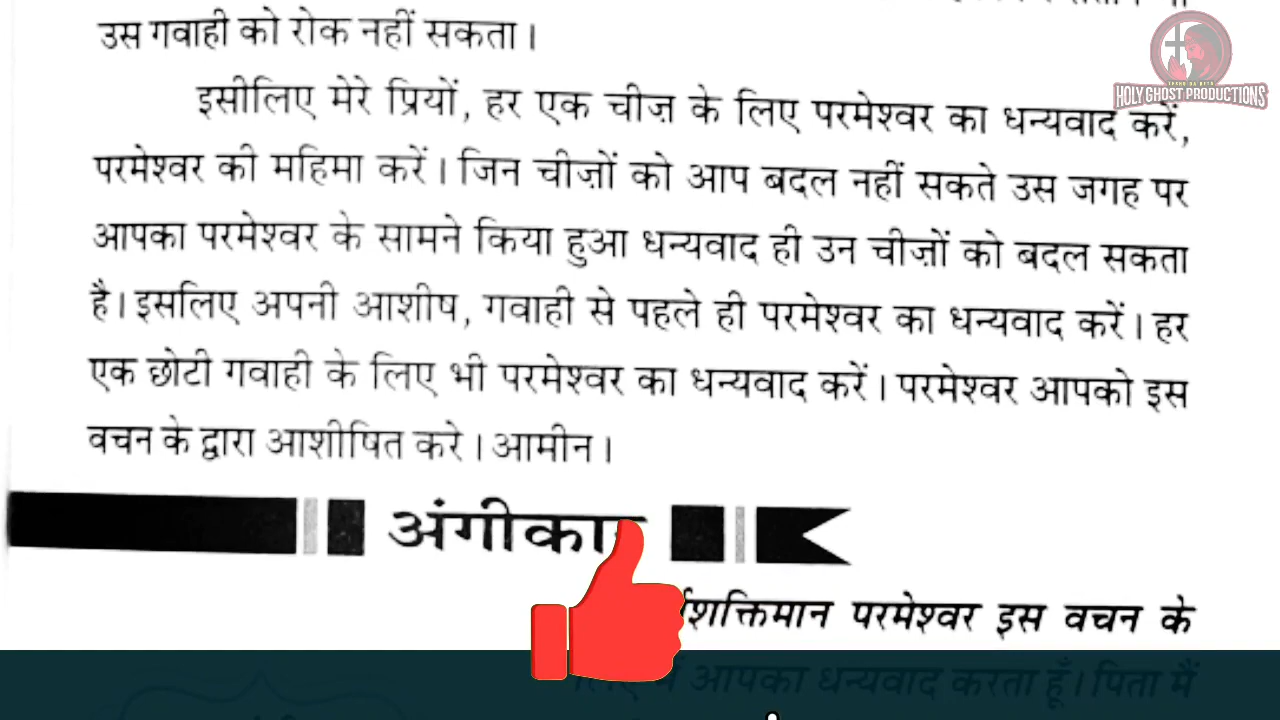 उस गवाही को रोक नहीं सकता।
इसीलिए मेरे प्रियों, हर एक चीज़ के लिए परमेश्वर का धन्यवाद करें,
परमेश्वर की महिमा करें। जिन चीज़ों को आप बदल नहीं सकते उस जगह पर
आपका परमेश्वर के सामने किया हुआ धन्यवाद ही उन चीज़ों को बदल सकता
है। इसलिए अपनी आशीष, गवाही से पहले ही परमेश्वर का धन्यवाद करें। हर
एक छोटी गवाही के लिए भी परमेश्वर का धन्यवाद करें। परमेश्वर आपको इस
वचन के द्वारा आशीषित करे। आमीन।
परमेश्वर इस वचन के
आपका धन्यवाद करता हूँ। पिता मैं
HOLY GHOST PRODUCTIONS